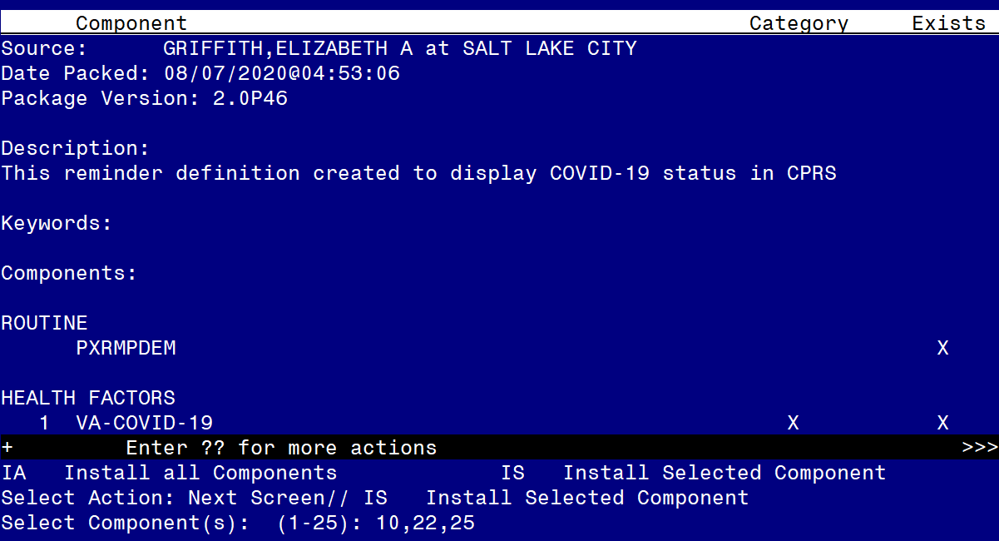 Component Category Exists
Source: GRIFFITH,ELIZABETH A at SALT LAKE CITY
Date Packed: 08/07/2020@04:53:06
Package Version: 2.0P46
Description:
This reminder definition created to display COVID-19 status in CPRS
Keywords:
Components:
ROUTINE
PXRMPDEM X
HEALTH FACTORS
1 VA-COVID-19 X X
+ Enter ?? for more actions >>>
IA Install all Components IS Install Selected Component
Select Action: Next Screen// IS Install Selected Component
Select Component(s): (1-25): 10,22,25